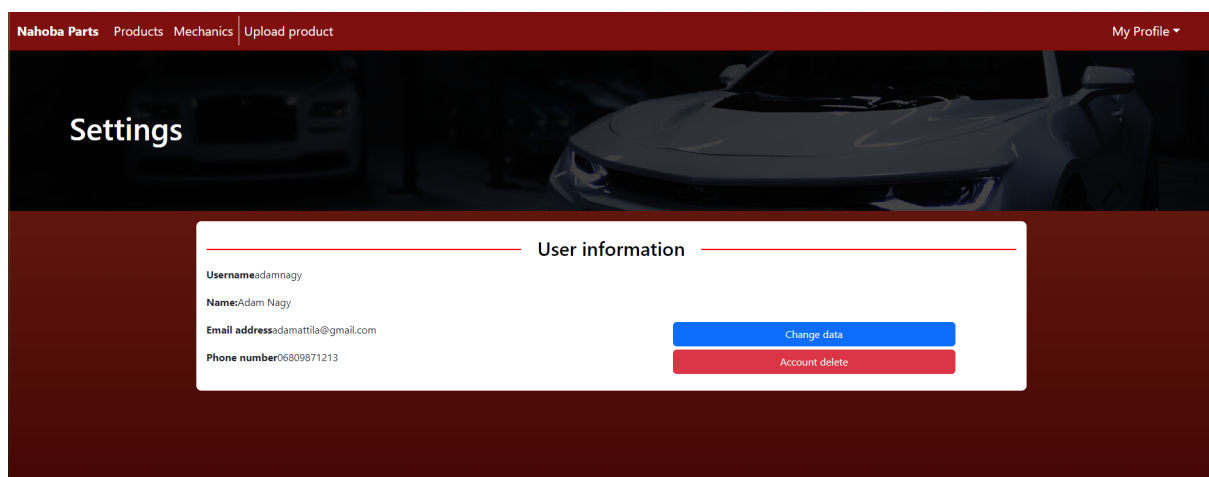 Nahoba Parts Products Mechanics Upload product My Profile
Settings
User information
Usernameadamnagy
Name:Adam Nagy
Email addressadamattila@gmail.com
Change data
Phone number06809871213
Account delete